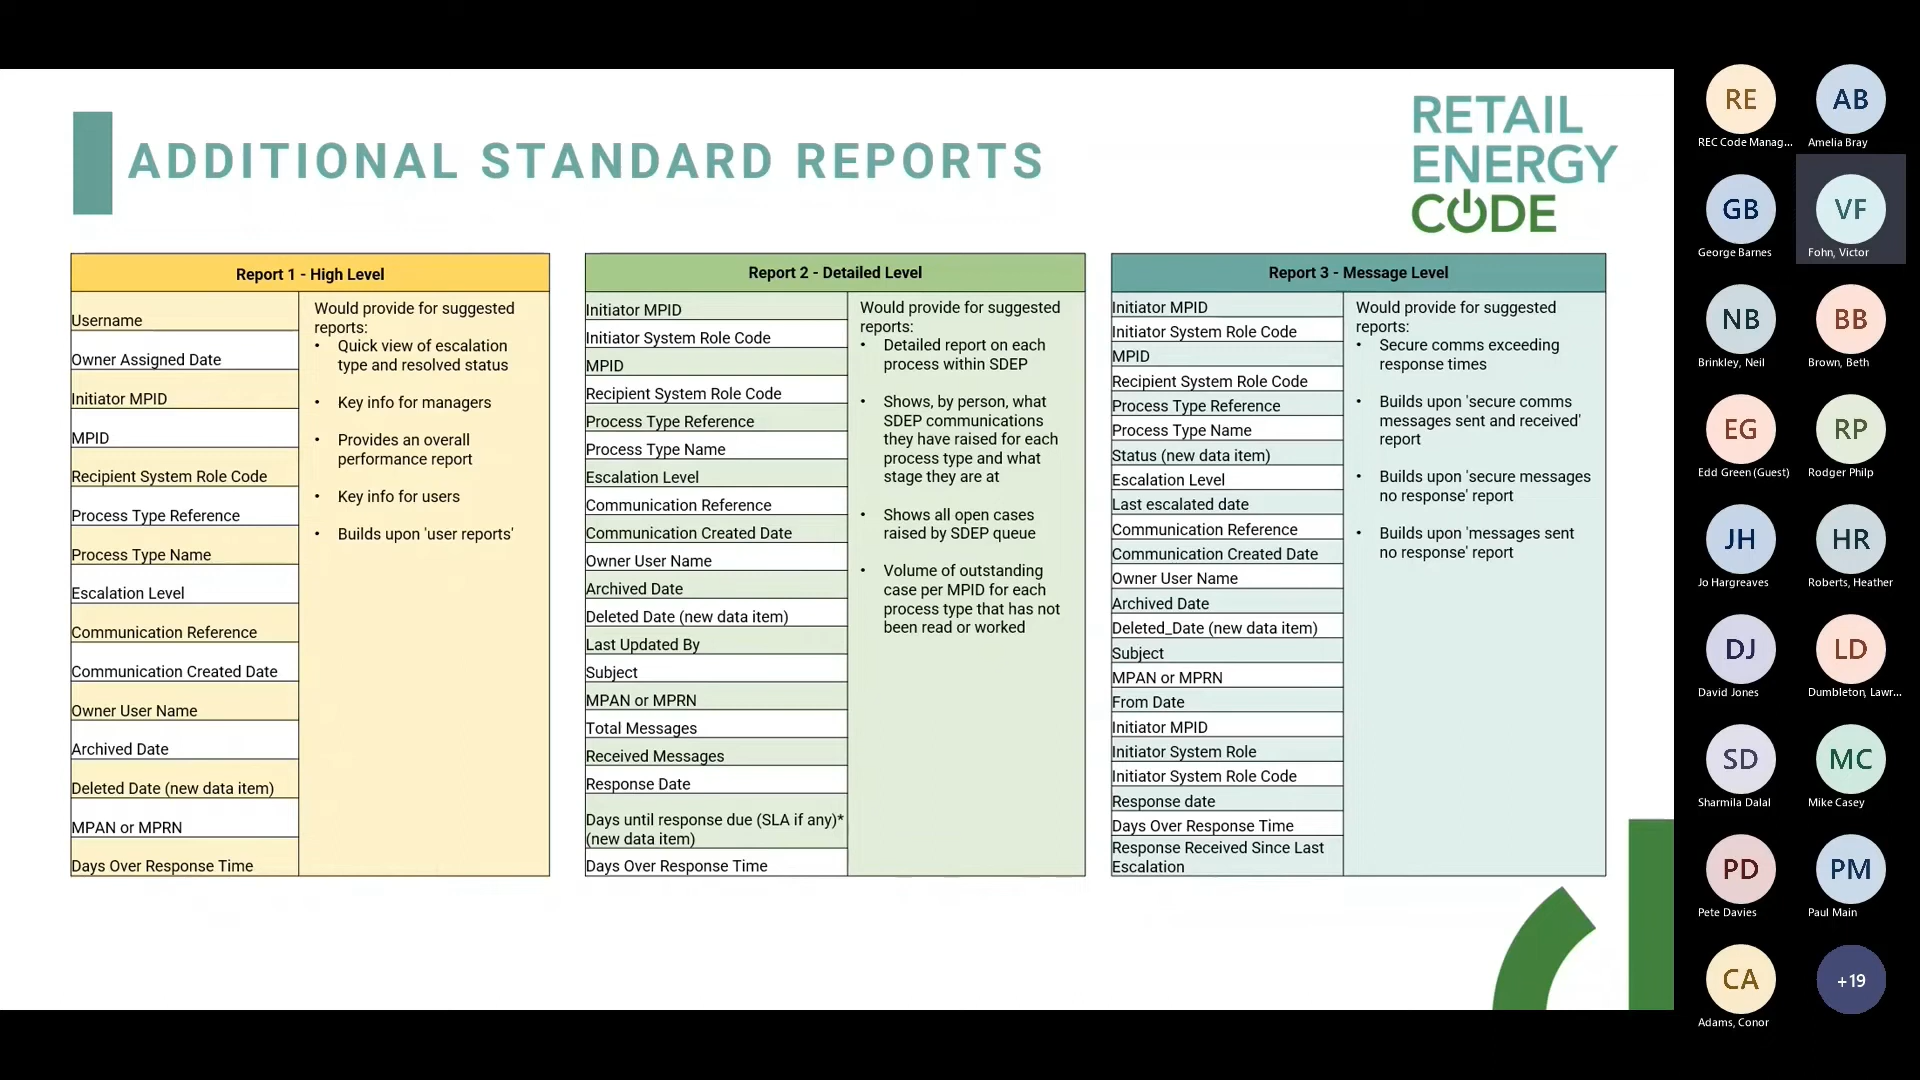 ADDITIONAL STANDARD REPORTS
RETAIL
ENERGY
CODE
Report 1 - High Level
Username
Owner Assigned Date
Initiator MPID
MPID
Recipient System Role Code
Process Type Reference
Process Type Name
Escalation Level
Communication Reference
Communication Created Date
Owner User Name
Archived Date
Deleted Date (new data item)
MPAN or MPRN
Days Over Response Time
Would provide for suggested
reports:
• Quick view of escalation
type and resolved status
• Key info for managers
• Provides an overall
performance report
• Key info for users
• Builds upon 'user reports'
Report 2 - Detailed Level
Initiator MPID
Initiator System Role Code
MPID
Recipient System Role Code
Process Type Reference
Process Type Name
Escalation Level
Communication Reference
Communication Created Date
Owner User Name
Archived Date
Deleted Date (new data item)
Last Updated By
Subject
MPAN or MPRN
Total Messages
Received Messages
Response Date
Days until response due (SLA if any)*
(new data item)
Days Over Response Time
Would provide for suggested
reports:
• Detailed report on each
process within SDEP
• Shows, by person, what
SDEP communications
they have raised for each
process type and what
stage they are at
• Shows all open cases
raised by SDEP queue
• Volume of outstanding
case per MPID for each
process type that has not
been read or worked
Report 3 - Message Level
Initiator MPID
Initiator System Role Code
MPID
Recipient System Role Code
Process Type Reference
Process Type Name
Status (new data item)
Escalation Level
Last escalated date
Communication Reference
Communication Created Date
Owner User Name
Archived Date
Deleted_Date (new data item)
Subject
MPAN or MPRN
From Date
Initiator MPID
Initiator System Role
Initiator System Role Code
Response date
Days Over Response Time
Response Received Since Last
Escalation
Would provide for suggested
reports:
• Secure comms exceeding
response times
• Builds upon 'secure comms
messages sent and received'
report
• Builds upon 'secure messages
no response' report
• Builds upon 'messages sent
no response' report
RE
REC Code Manag...
AB
Amelia Bray
GB
George Barnes
VF
Fohn, Victor
NB
Brinkley, Neil
BB
Brown, Beth
EG
Edd Green (Guest)
RP
Rodger Philp
JH
Jo Hargreaves
HR
Roberts, Heather
DJ
David Jones
LD
Dumbleton, Lawr...
SD
Sharmila Dalal
MC
Mike Casey
PD
Pete Davies
PM
Paul Main
CA
Adams, Conor
+19